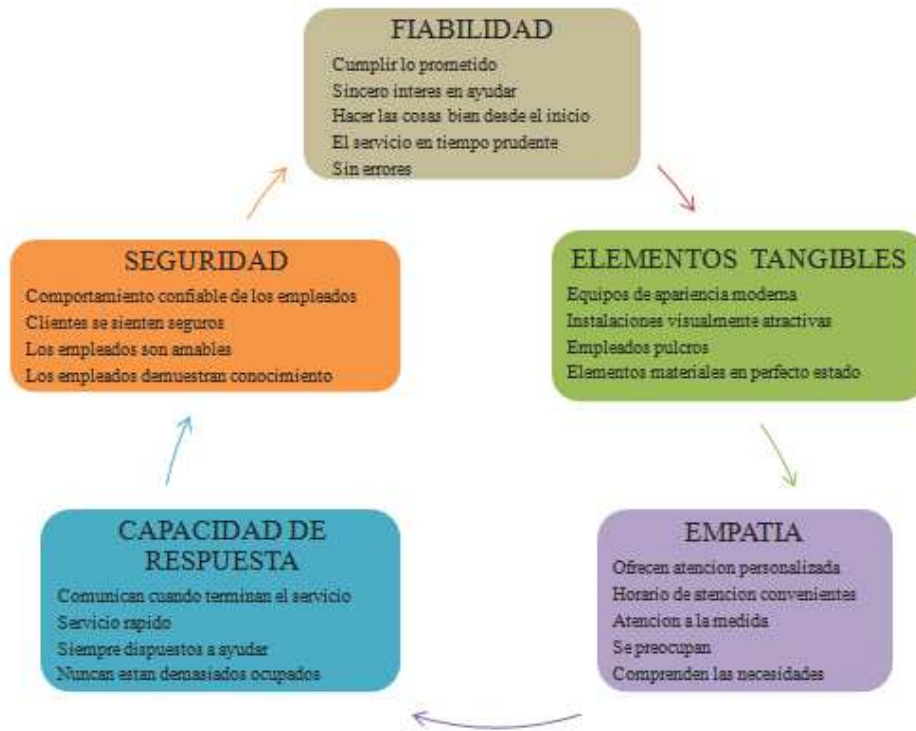 FIABILIDAD
Cumplir lo prometido
Sincero interes en ayudar
Hacer las cosas bien desde el inicio
El servicio en tiempo prudente
Sin errores
ELEMENTOS TANGIBLES
Equipos de apariencia moderna
Instalaciones visualmente atractivas
Empleados pulcros
Elementos materiales en perfecto estado
EMPATIA
Ofrecen atencion personalizada
Horario de atencion convenientes
Atencion a la medida
Se preocupan
Comprenden las necesidades
CAPACIDAD DE
RESPUESTA
Comunican cuando terminan el servicio
Servicio rapido
Siempre dispuestos a ayudar
Nuncan estan demasiados ocupados
SEGURIDAD
Comportamiento confiable de los empleados
Clientes se sienten seguros
Los empleados son amables
Los empleados demuestran conocimiento